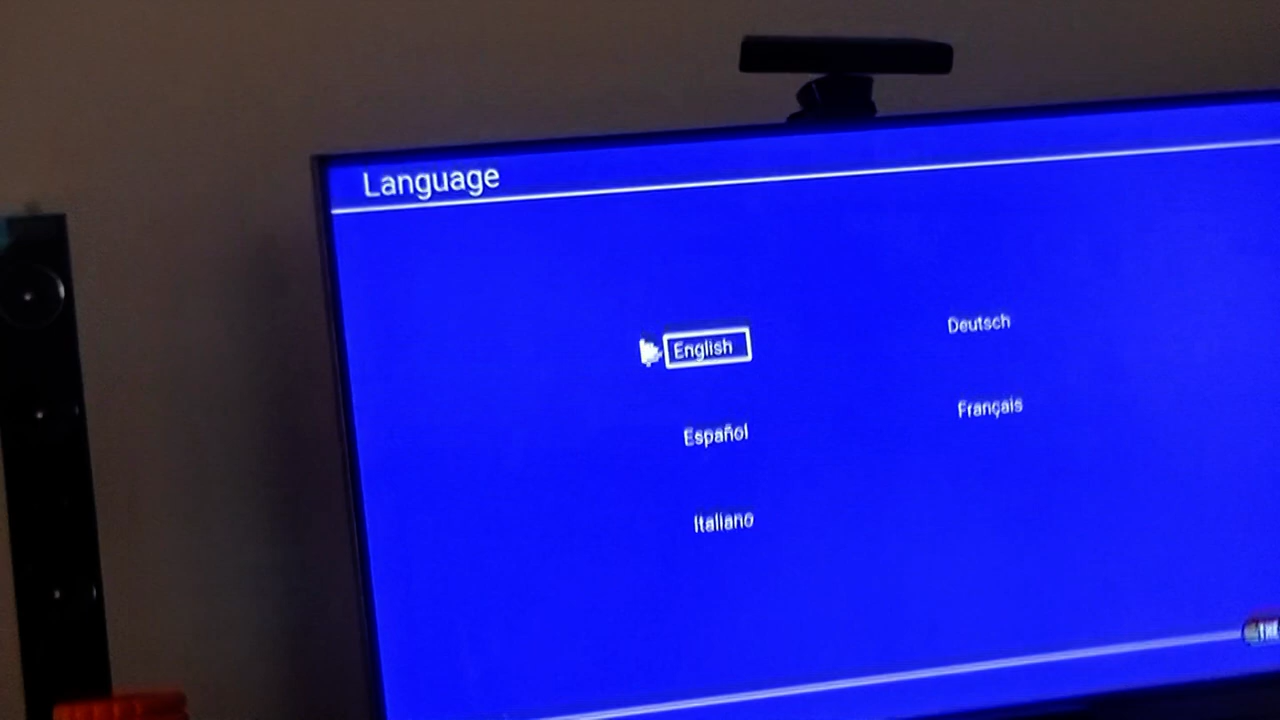 Language
English
Deutsch
Español
Français
Italiano